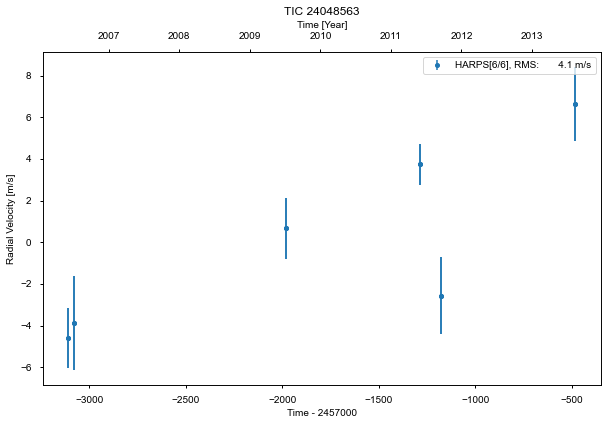 TIC 24048563
Time [Year]
2007 2008 2009 2010 2011 2012 2013
HARPS[6/6], RMS: 4.1 m/s
8
6
4
2
0
−2
−4
−6
Radial Velocity [m/s]
−3000 −2500 −2000 −1500 −1000 −500
Time - 2457000